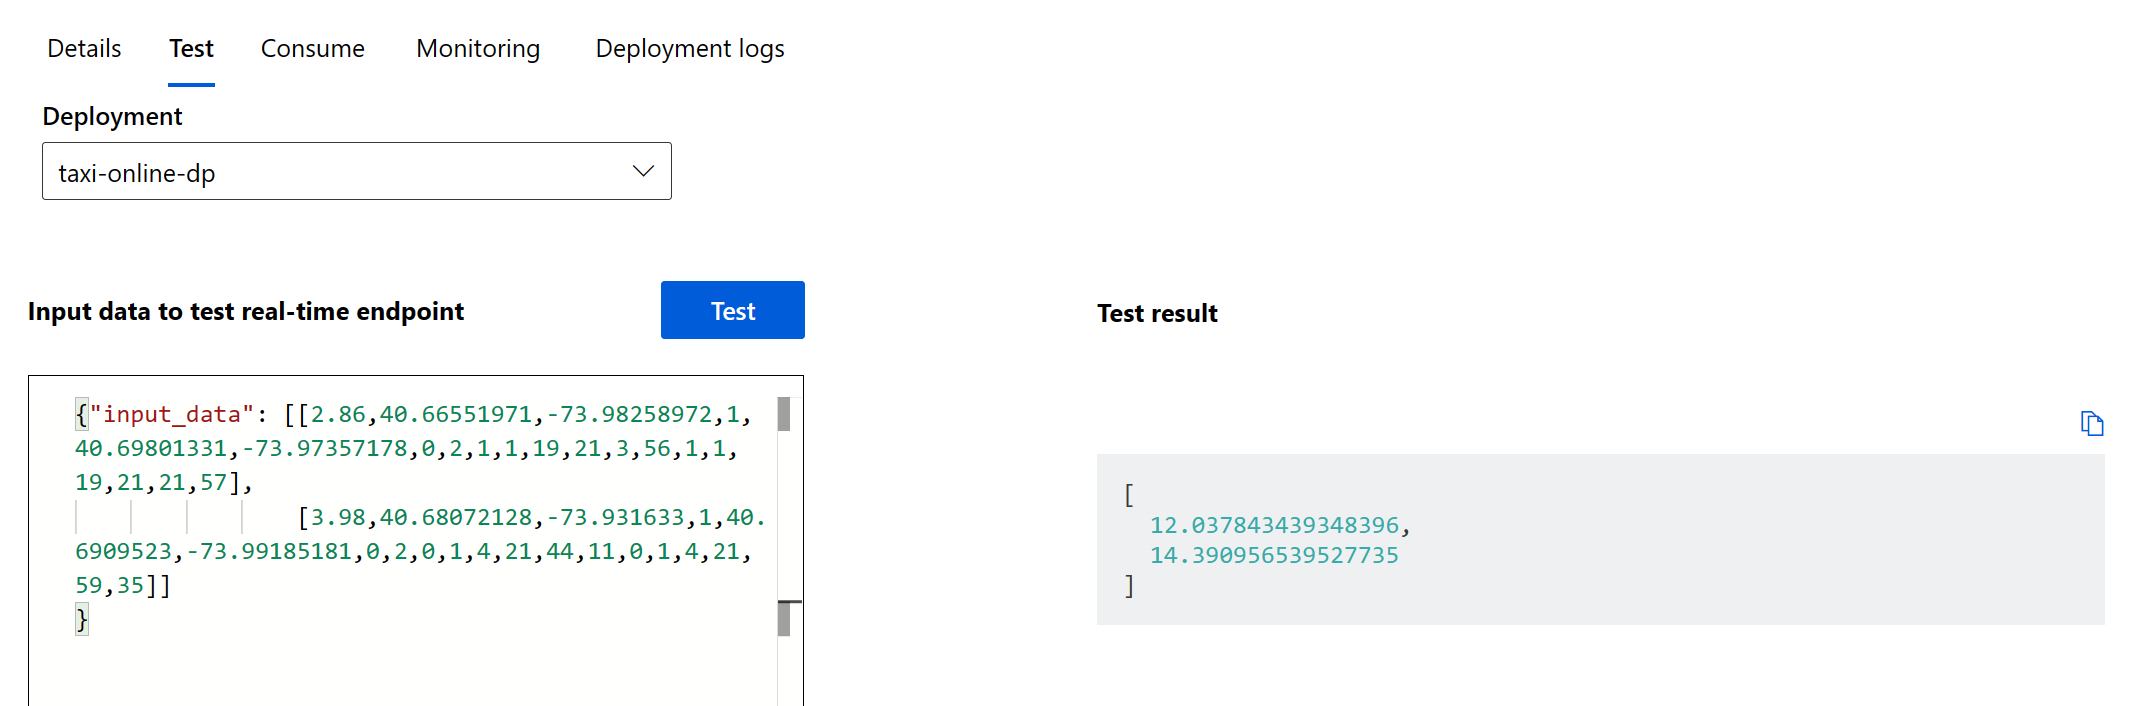 Details Test Consume Monitoring Deployment logs
Deployment
taxi-online-dp
Input data to test real-time endpoint
Test
{"input_data": [[2.86,40.66551971,-73.98258972,1,
40.69801331,-73.97357178,0,2,1,1,19,21,3,56,1,1,
19,21,21,57],
[3.98,40.68072128,-73.931633,1,40.
6909523,-73.99185181,0,2,0,1,4,21,44,11,0,1,4,21,
59,35]]
}
Test result
[
12.037843439348396,
14.390956539527735
]